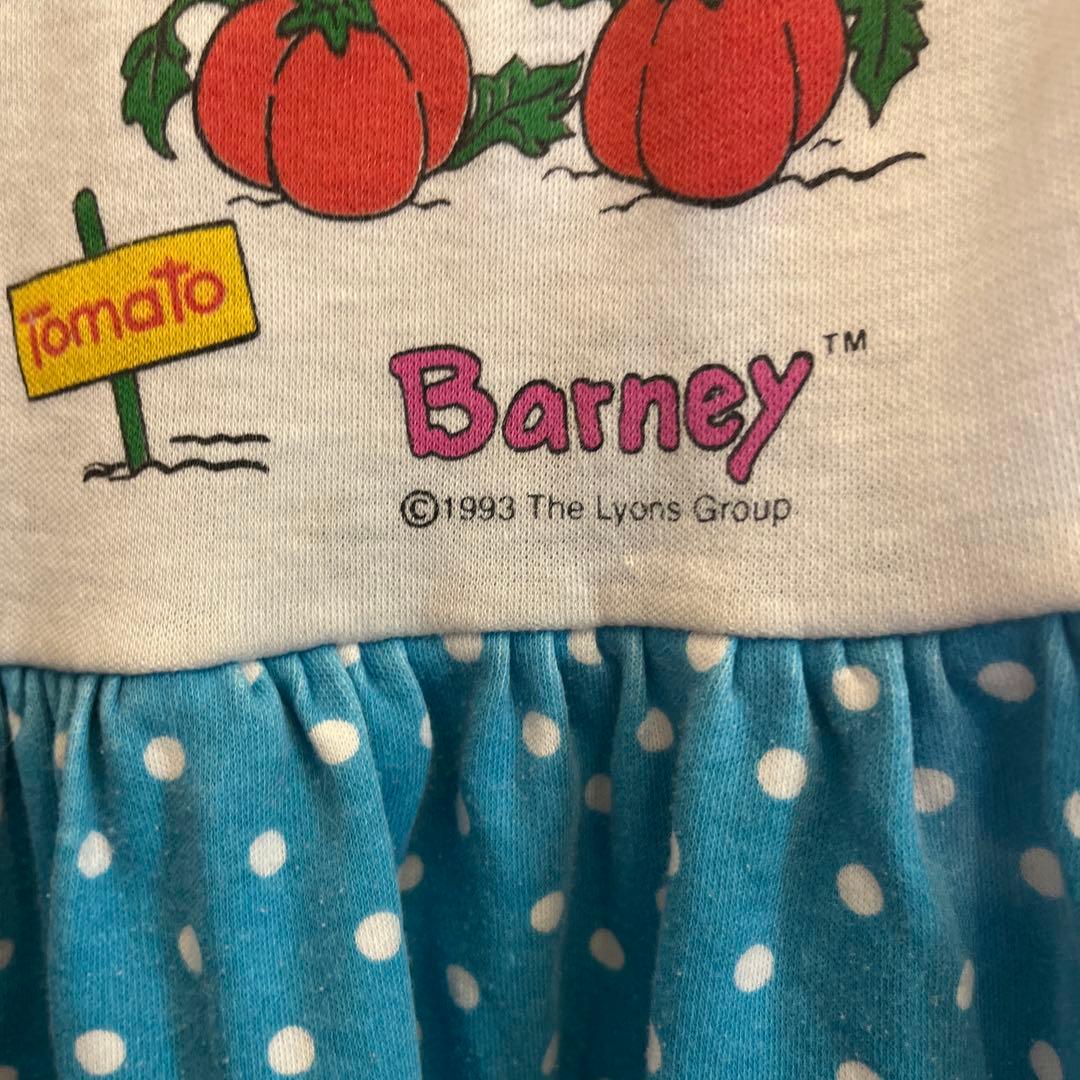 Tomato
Barney™
©1993 The Lyons Group